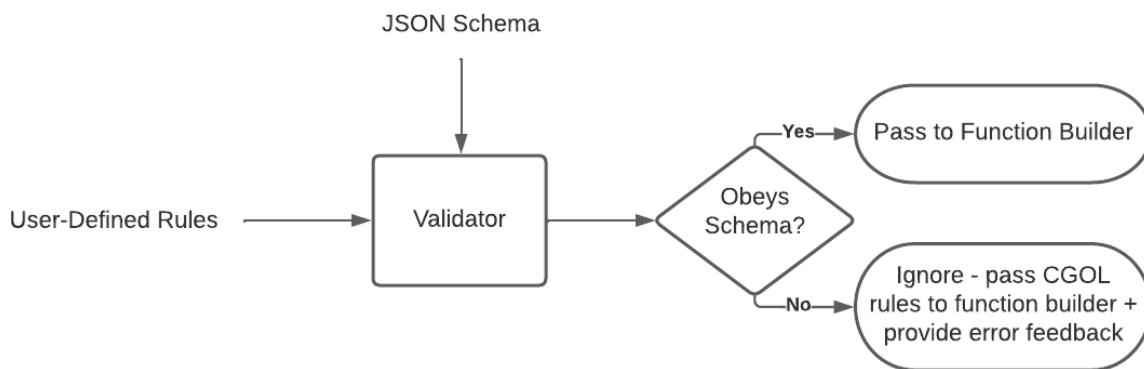 JSON Schema
User-Defined Rules
Validator
Obeys
Schema?
Yes
Pass to Function Builder
No
Ignore - pass CGOL
rules to function builder +
provide error feedback